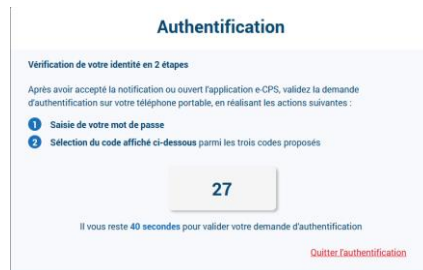 Authentification
Vérification de votre identité en 2 étapes
Après avoir accepté la notification ou ouvert l'application e-CPS, validez la demande
d'authentification sur votre téléphone portable, en réalisant les actions suivantes :
1 Saisie de votre mot de passe
2 Sélection du code affiché ci-dessous parmi les trois codes proposés
27
Il vous reste 40 secondes pour valider votre demande d'authentification
Quitter l'authentification